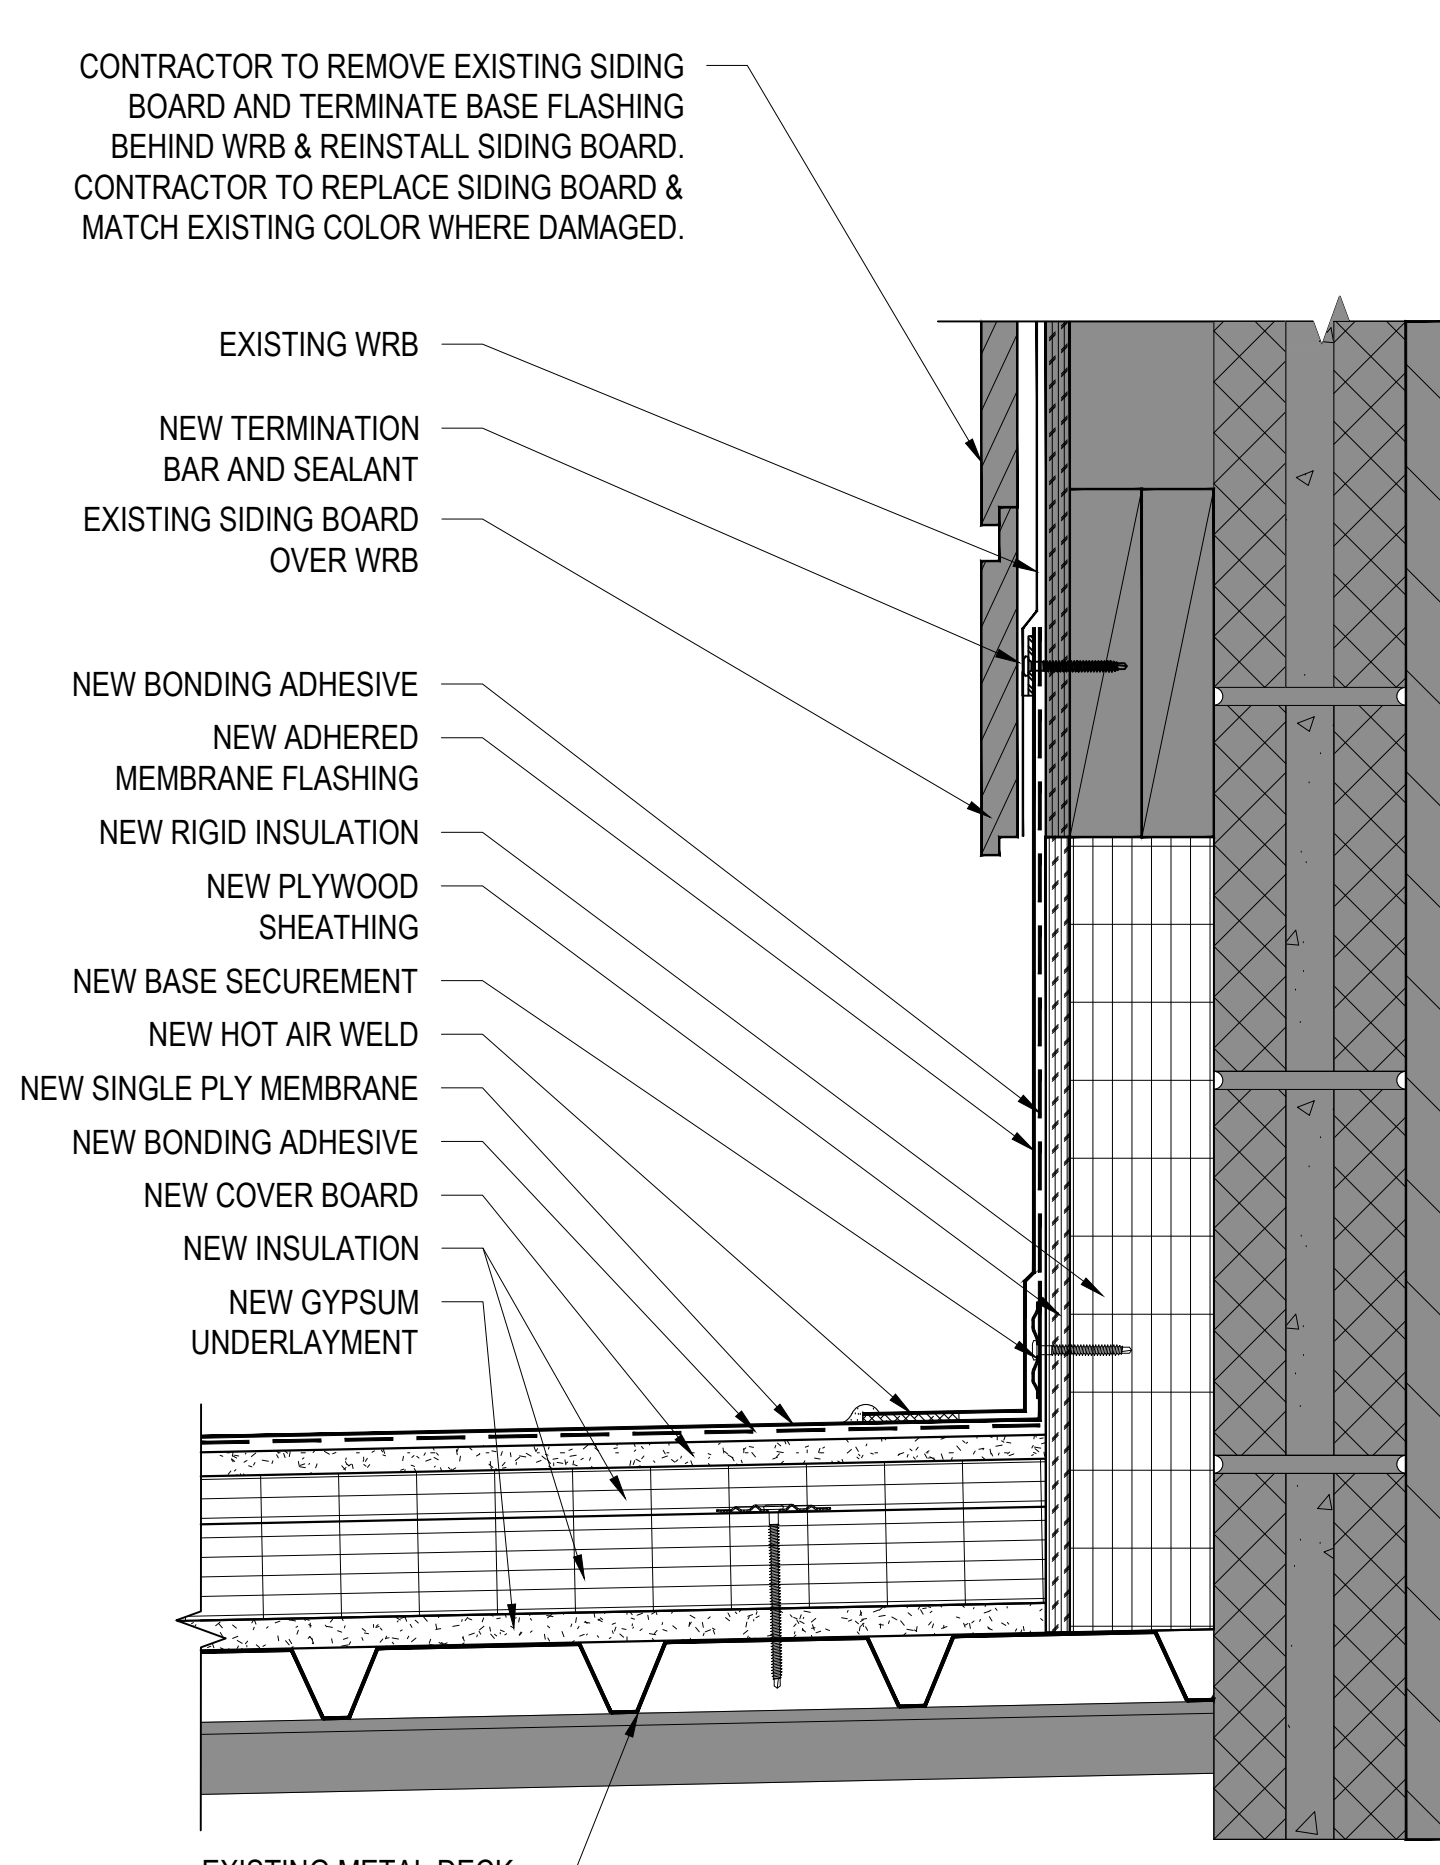 CONTRACTOR TO REMOVE EXISTING SIDING
BOARD AND TERMINATE BASE FLASHING
BEHIND WRB & REINSTALL SIDING BOARD.
CONTRACTOR TO REPLACE SIDING BOARD &
MATCH EXISTING COLOR WHERE DAMAGED.
EXISTING WRB
NEW TERMINATION
BAR AND SEALANT
EXISTING SIDING BOARD
OVER WRB
NEW BONDING ADHESIVE
NEW ADHERED
MEMBRANE FLASHING
NEW RIGID INSULATION
NEW PLYWOOD
SHEATHING
NEW BASE SECUREMENT
NEW HOT AIR WELD
NEW SINGLE PLY MEMBRANE
NEW BONDING ADHESIVE
NEW COVER BOARD
NEW INSULATION
NEW GYPSUM
UNDERLAYMENT
EXISTING METAL DECK